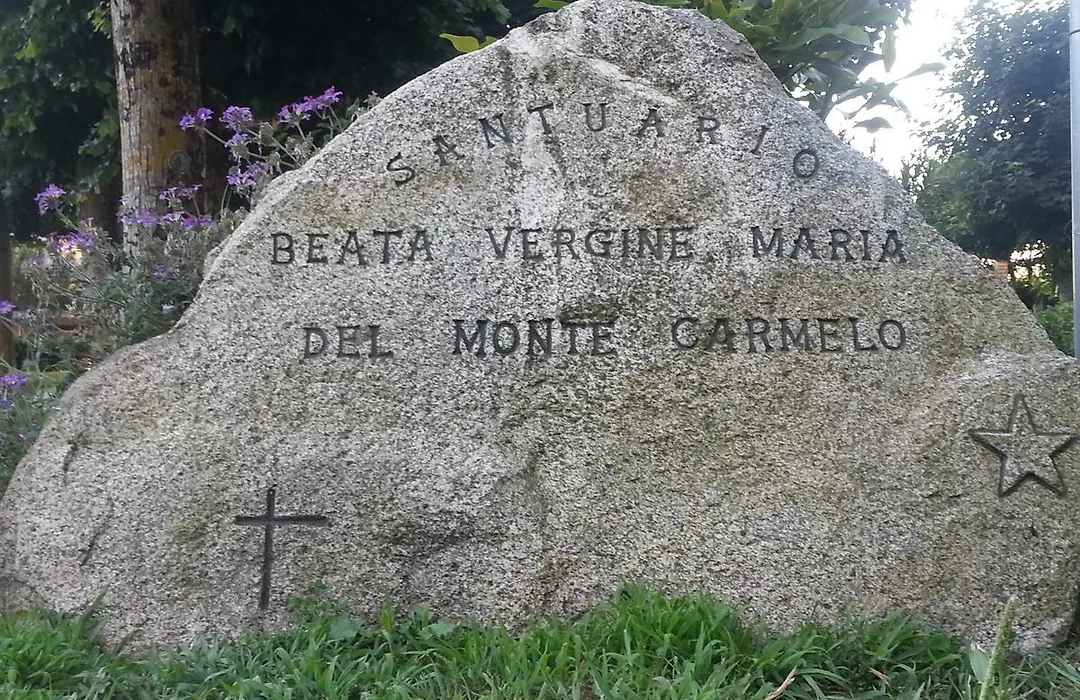 SANTUARIO
BEATA VERGINE MARIA
DEL MONTE CARMELO